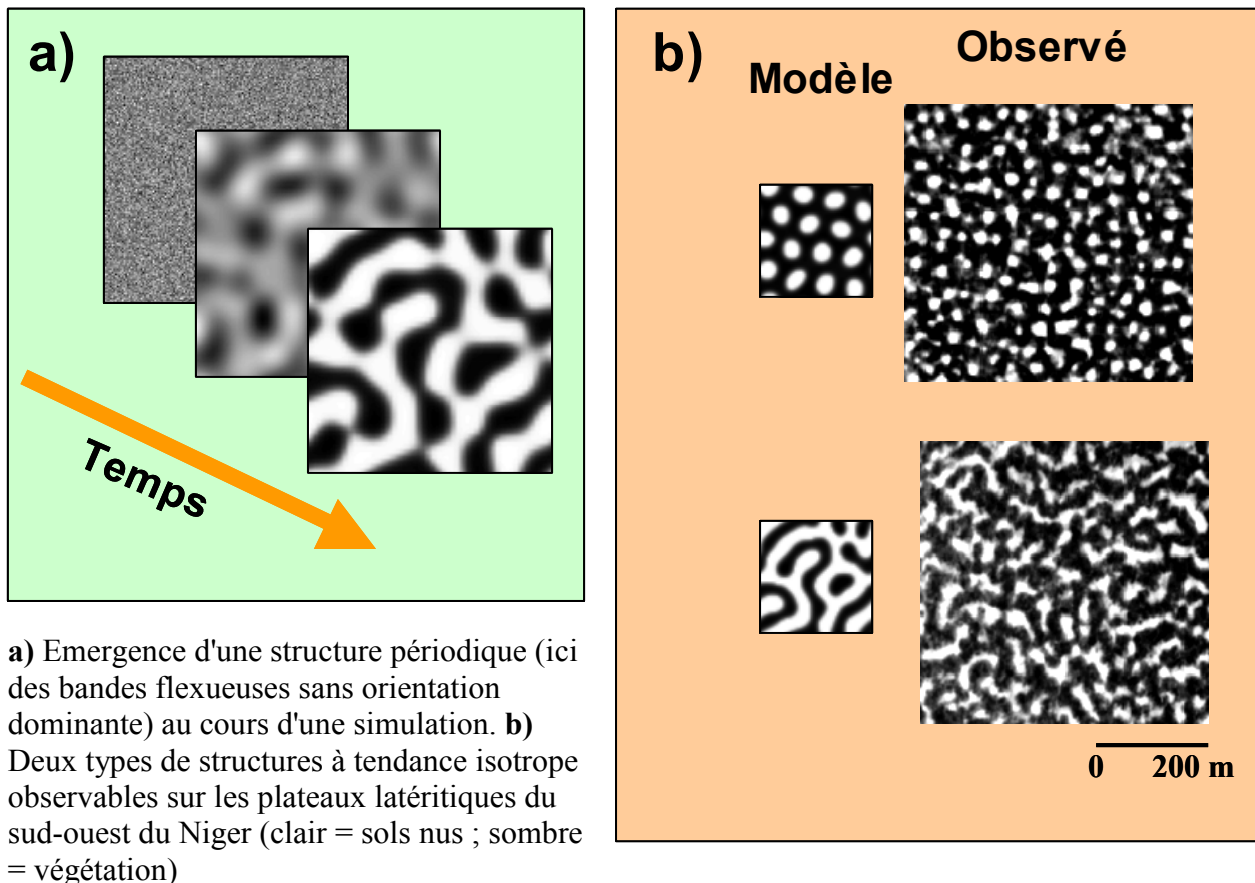 a)
Temps
a) Emergence d'une structure périodique (ici
des bandes flexueuses sans orientation
dominante) au cours d'une simulation. b)
Deux types de structures à tendance isotrope
observables sur les plateaux latéritiques du
sud-ouest du Niger (clair = sols nus ; sombre
= végétation)
b)
Observé
Modèle
0 200 m